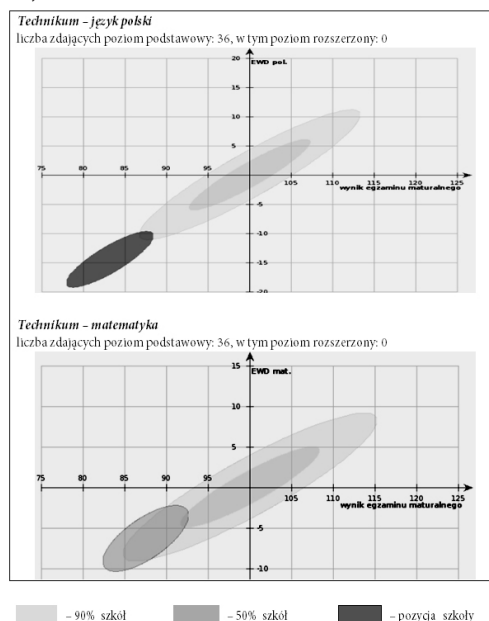 Technikum – język polski
liczba zdających poziom podstawowy: 36, w tym poziom rozszerzony: 0
EWD pol.
20
15
10
5
75 80 85 90 95 100 105 110 115 120 125
wynik egzaminu maturalnego
-5
-10
-15
-20
Technikum – matematyka
liczba zdających poziom podstawowy: 36, w tym poziom rozszerzony: 0
15
EWD mat.
10
5
75 80 85 90 95 100 105 110 115 120 125
wynik egzaminu maturalnego
-5
-10
– 90% szkół – 50% szkół – pozycja szkoły